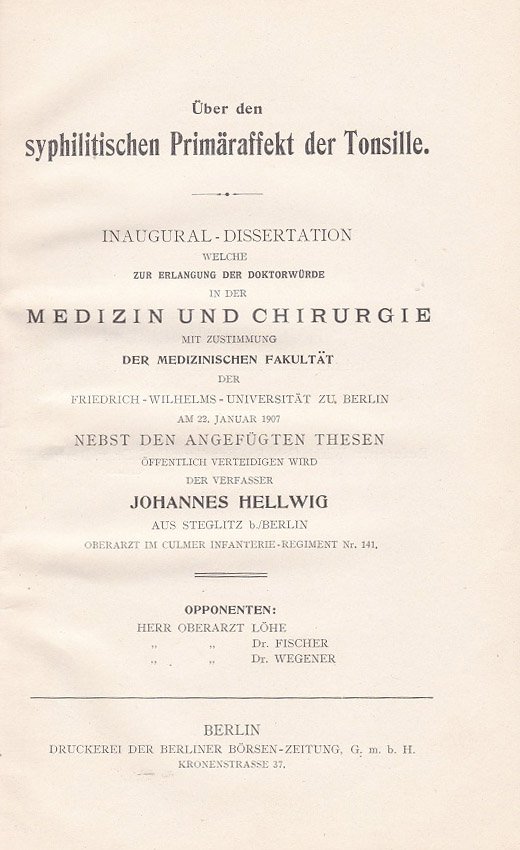 Über den
syphilitischen Primäraffekt der Tonsille.
INAUGURAL-DISSERTATION
WELCHE
ZUR ERLANGUNG DER DOKTORWÜRDE
IN DER
MEDIZIN UND CHIRURGIE
MIT ZUSTIMMUNG
DER MEDIZINISCHEN FAKULTÄT
DER
FRIEDRICH-WILHELMS-UNIVERSITÄT ZU BERLIN
AM 22. JANUAR 1907
NEBST DEN ANGEFÜGTEN THESEN
ÖFFENTLICH VERTEIDIGEN WIRD
DER VERFASSER
JOHANNES HELLWIG
AUS STEGLITZ b./BERLIN
OBERARZT IM CULMER INFANTERIE-REGIMENT Nr. 141.
OPPONENTEN:
HERR OBERARZT LÖHE
„ „ Dr. FISCHER
„ „ Dr. WEGENER
BERLIN
DRUCKEREI DER BERLINER BÖRSEN-ZEITUNG, G. m. b. H.
KRONENSTRASSE 37.